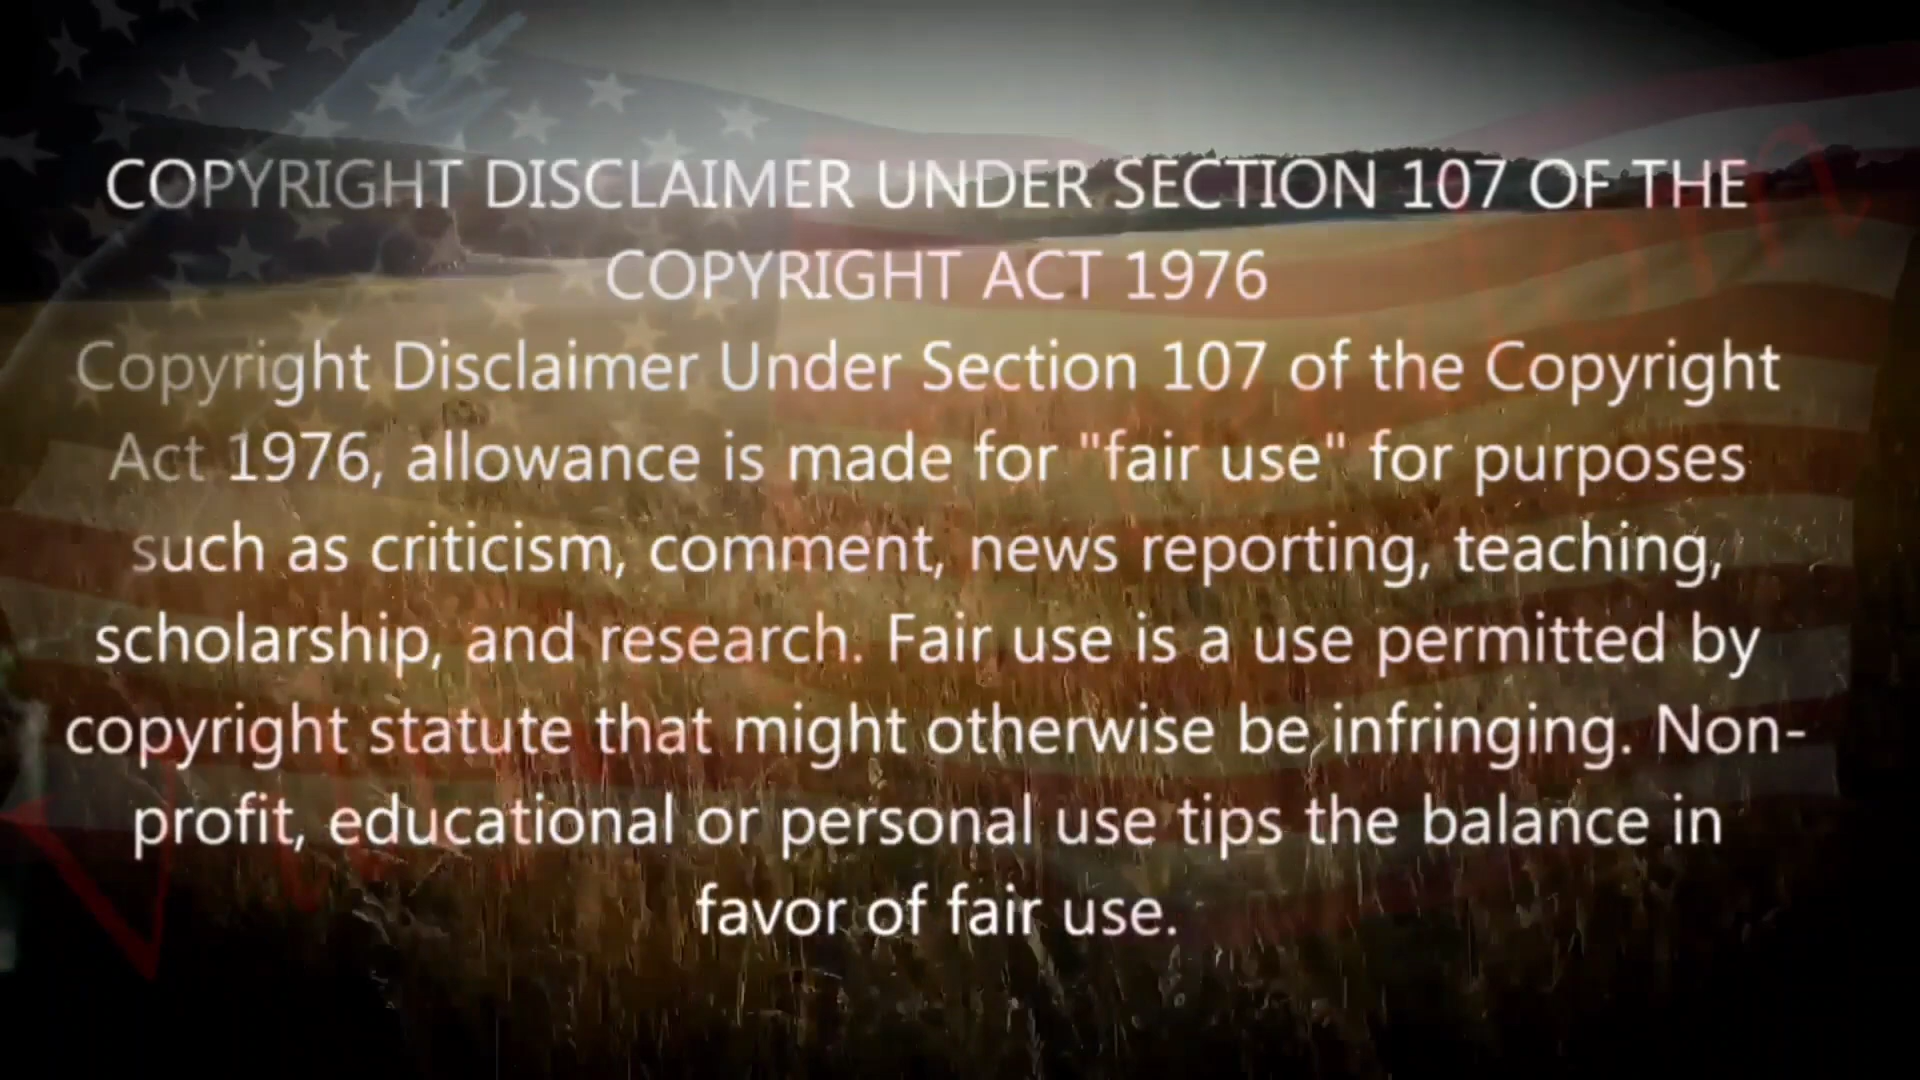 COPYRIGHT DISCLAIMER UNDER SECTION 107 OF THE
COPYRIGHT ACT 1976
Copyright Disclaimer Under Section 107 of the Copyright
Act 1976, allowance is made for "fair use" for purposes
such as criticism, comment, news reporting, teaching,
scholarship, and research. Fair use is a use permitted by
copyright statute that might otherwise be infringing. Non-
profit, educational or personal use tips the balance in
favor of fair use.